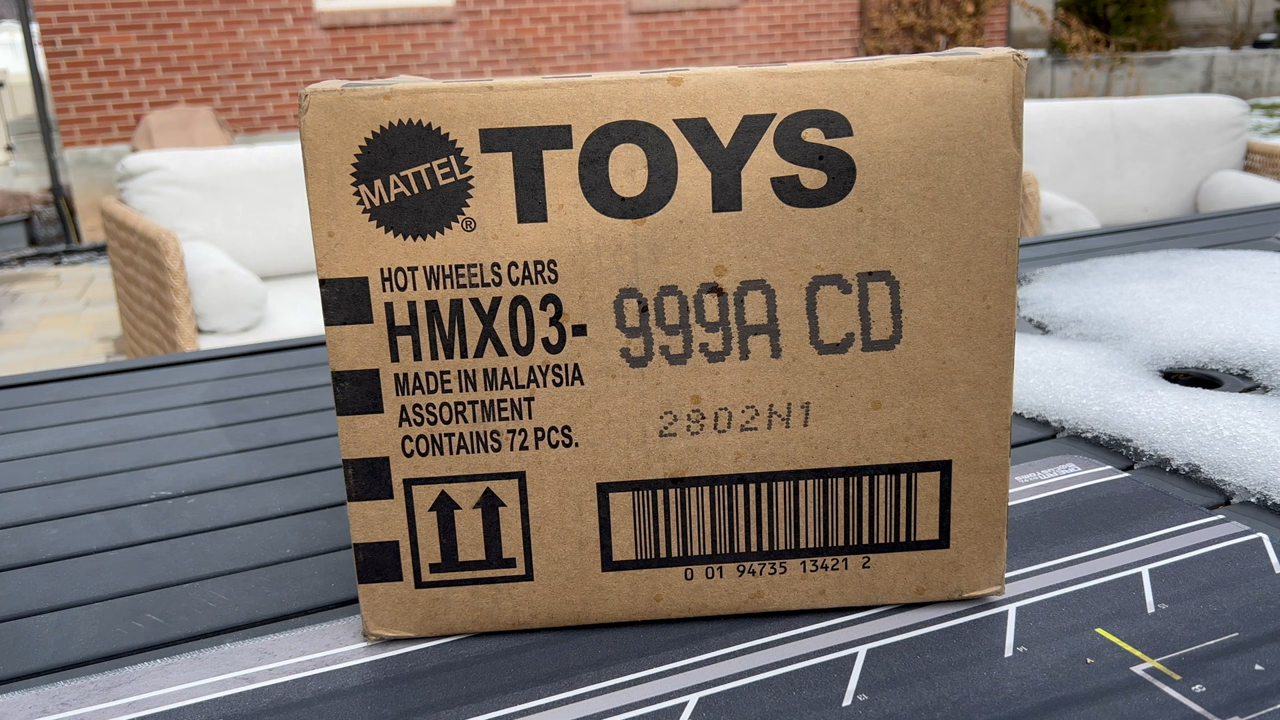 MATTEL ® TOYS
HOT WHEELS CARS
HMX03- 999A CD
MADE IN MALAYSIA
ASSORTMENT
CONTAINS 72 PCS.
2802N1
0 01 94735 13421 2